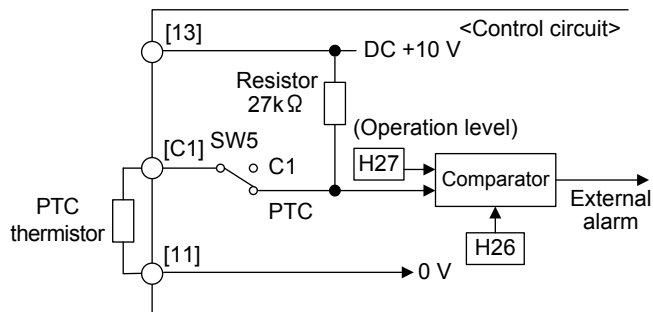 <Control circuit>
[13]
DC +10 V
Resistor
27kΩ
(Operation level)
[C1]
SW5
C1
H27
Comparator
PTC
thermistor
PTC
External
alarm
H26
[11]
0 V